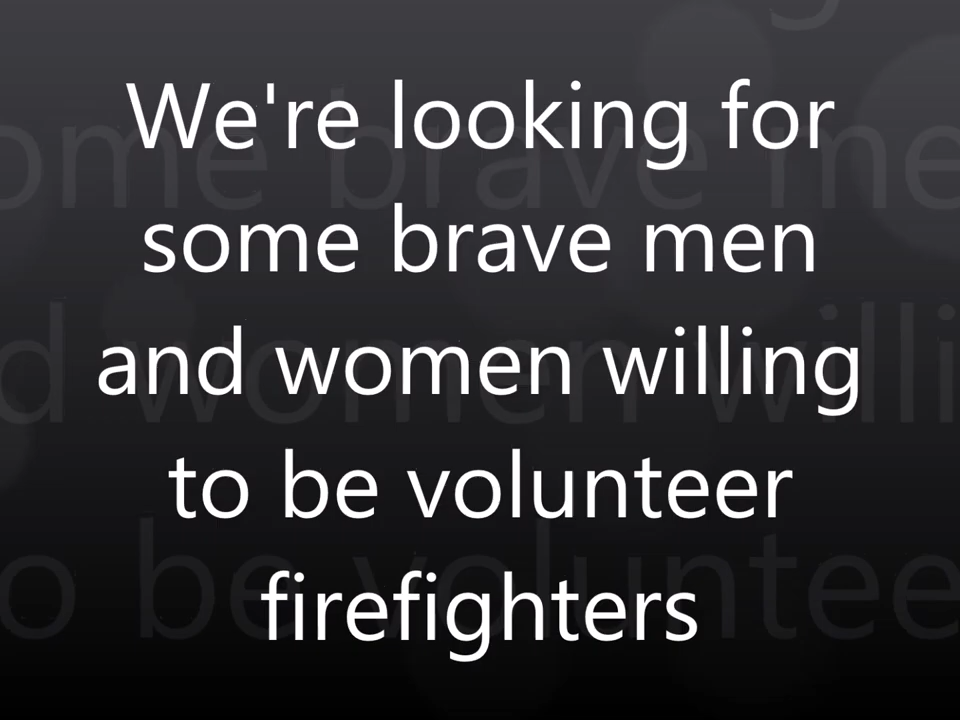 We're looking for
some brave men
and women willing
to be volunteer
firefighters